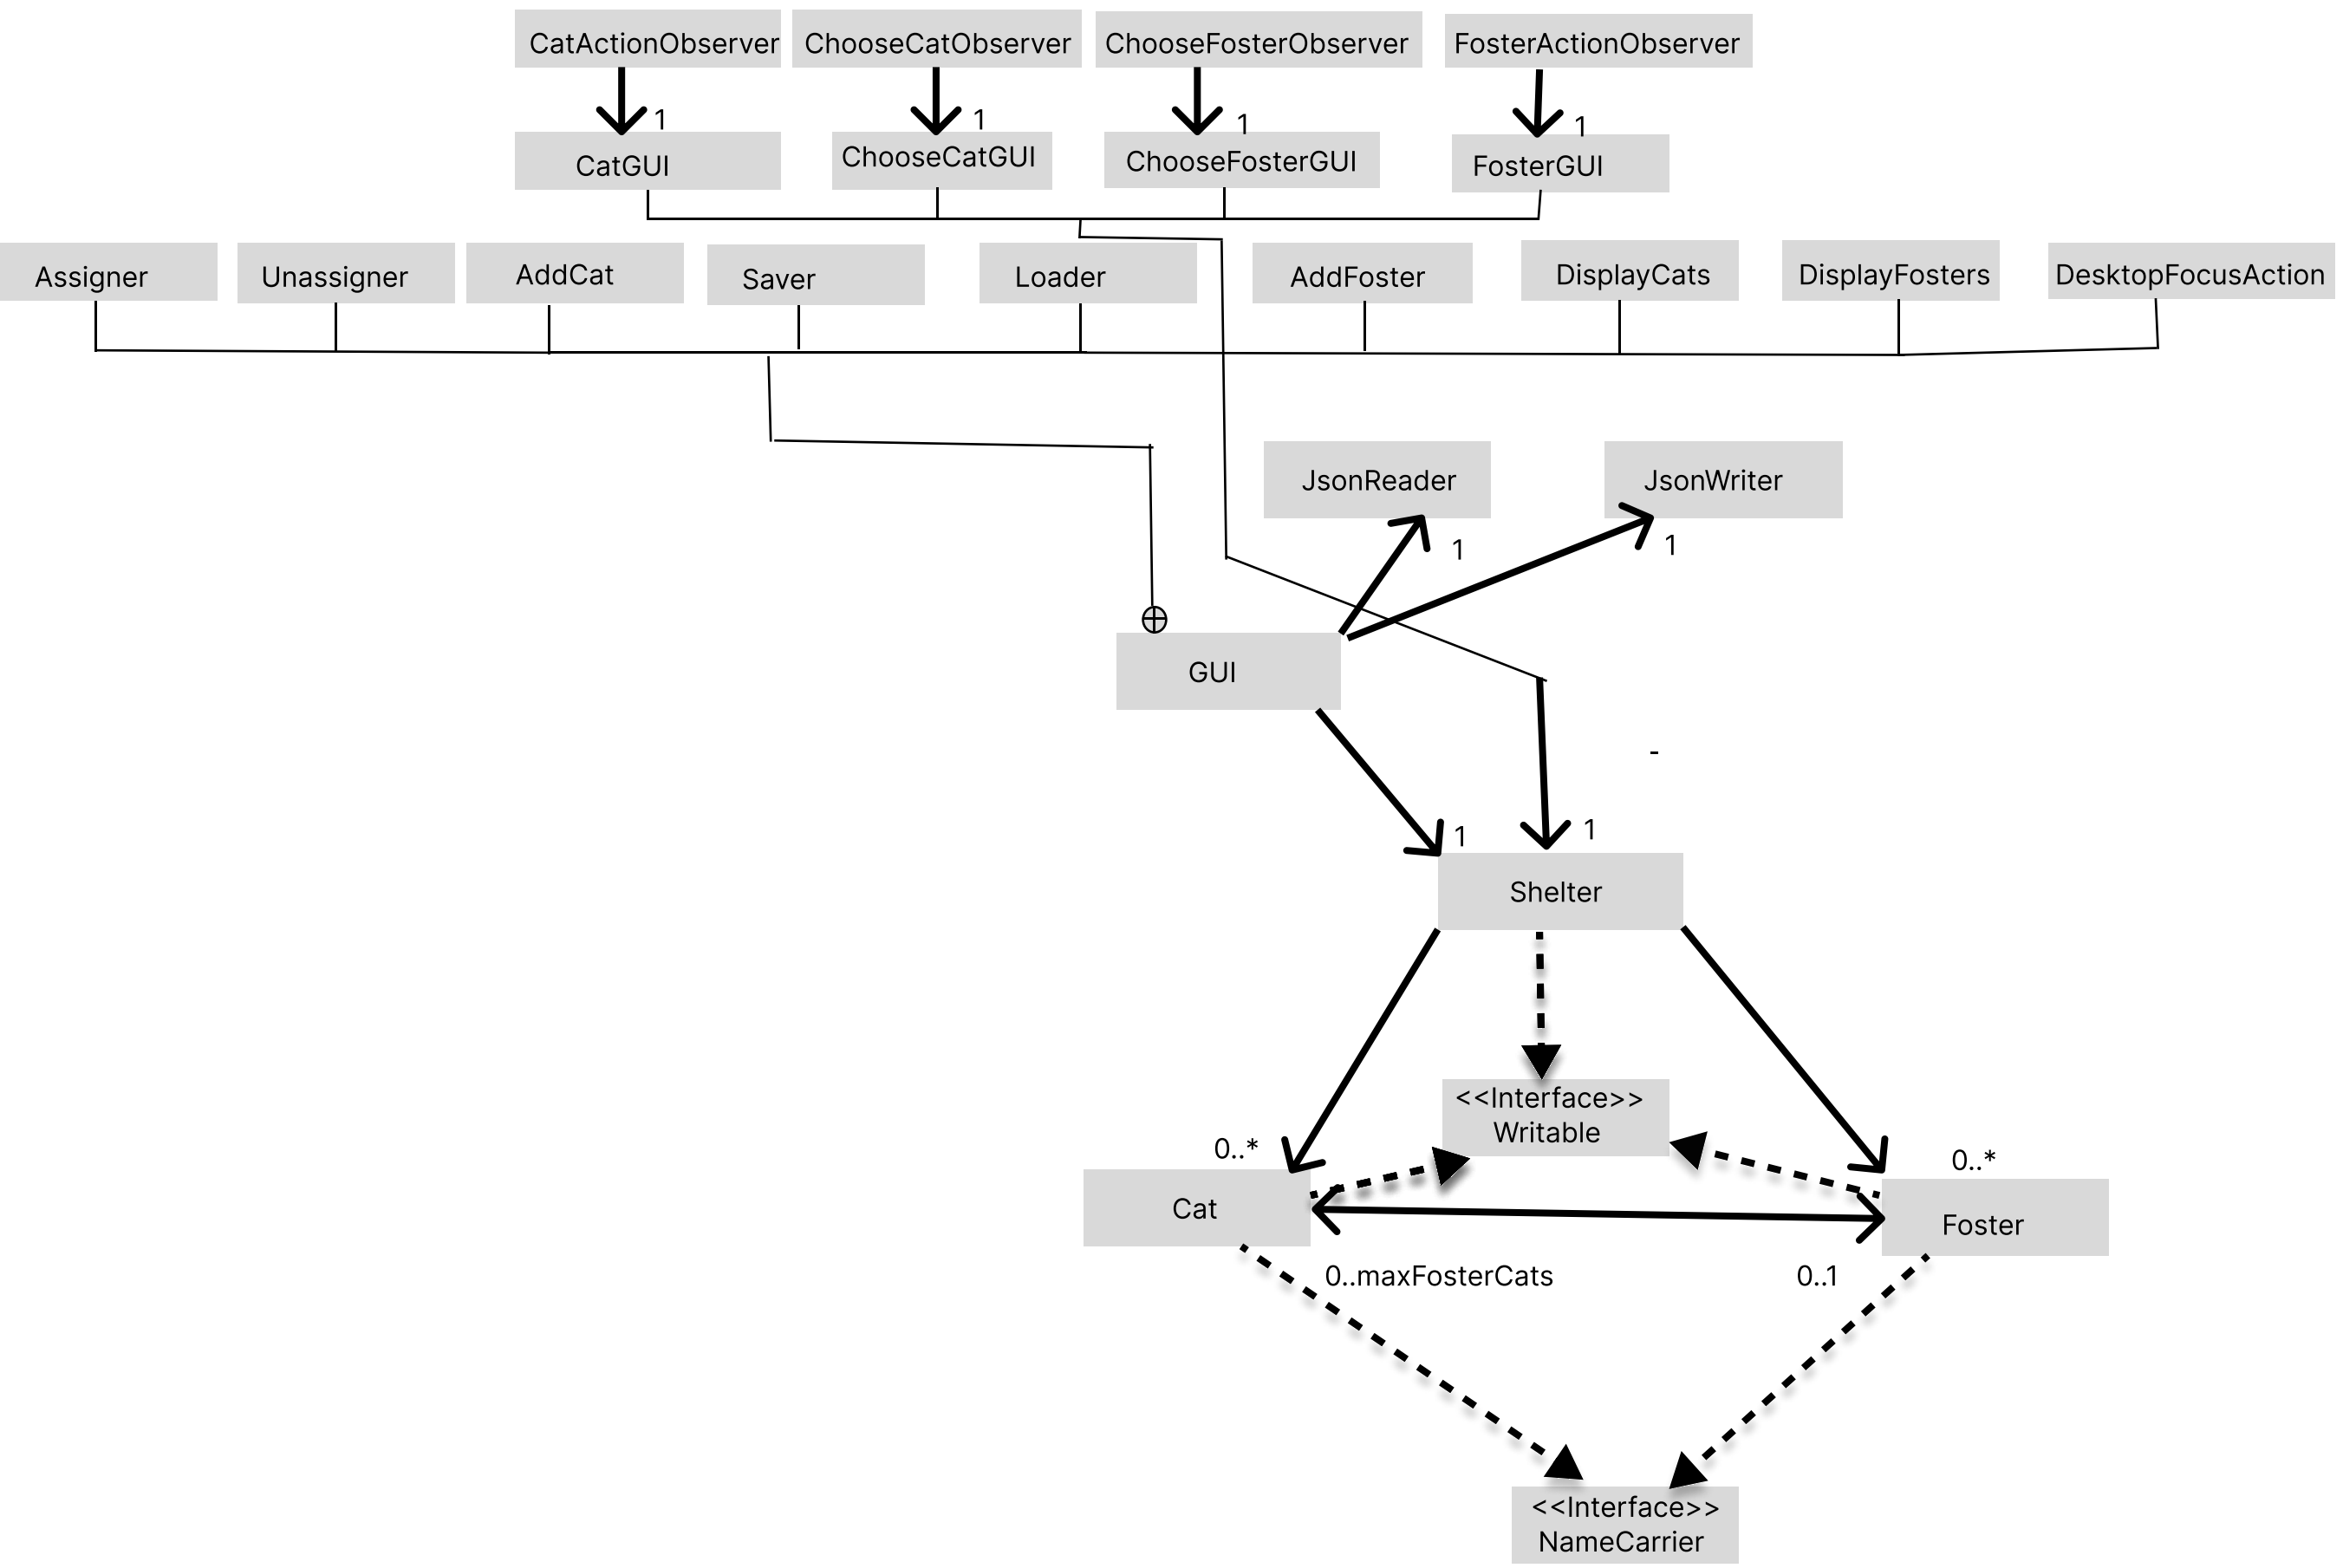 CatActionObserver
ChooseCatObserver
ChooseFosterObserver
FosterActionObserver
1
1
1
1
CatGUI
ChooseCatGUI
ChooseFosterGUI
FosterGUI
Assigner
Unassigner
AddCat
Saver
Loader
AddFoster
DisplayCats
DisplayFosters
DesktopFocusAction
JsonReader
JsonWriter
1
1
GUI
-
1
1
Shelter
<<Interface>>
Writable
0..*
0..*
Cat
Foster
0..maxFosterCats
0..1
<<Interface>>
NameCarrier